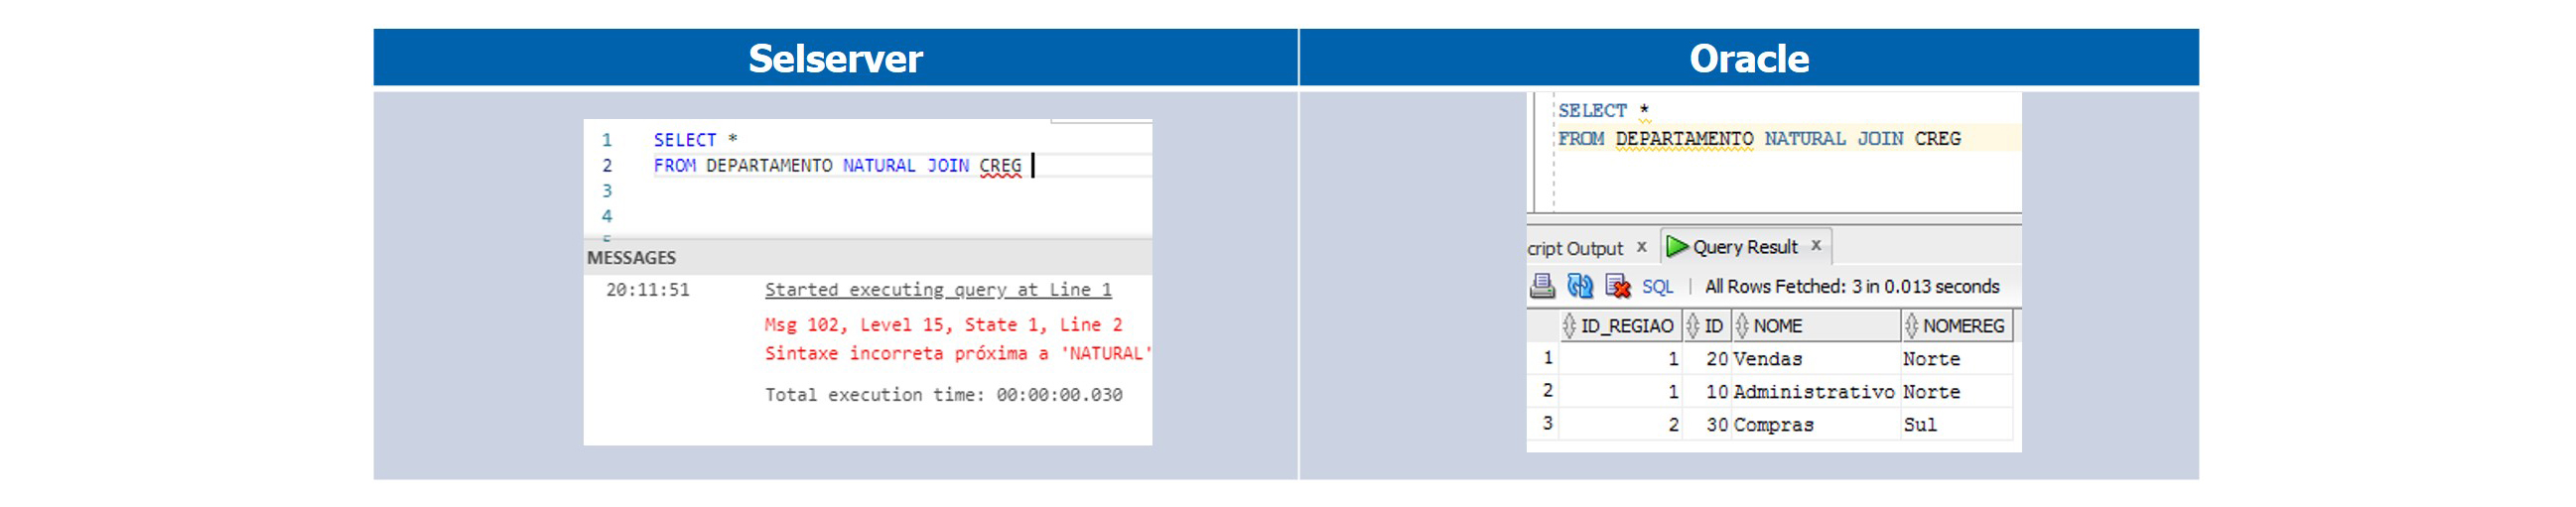 Selserver
Oracle
1 SELECT *
2 FROM DEPARTAMENTO NATURAL JOIN CREG
3
4
MESSAGES
20:11:51 Started executing query at Line 1
Msg 102, Level 15, State 1, Line 2
Sintaxe incorreta próxima a 'NATURAL'
Total execution time: 00:00:00.030
SELECT *
FROM DEPARTAMENTO NATURAL JOIN CREG
cript Output x Query Result x
SQL | All Rows Fetched: 3 in 0.013 seconds
ID_REGIAO ID NOME NOMEREG
1 1 20 Vendas Norte
2 1 10 Administrativo Norte
3 2 30 Compras Sul